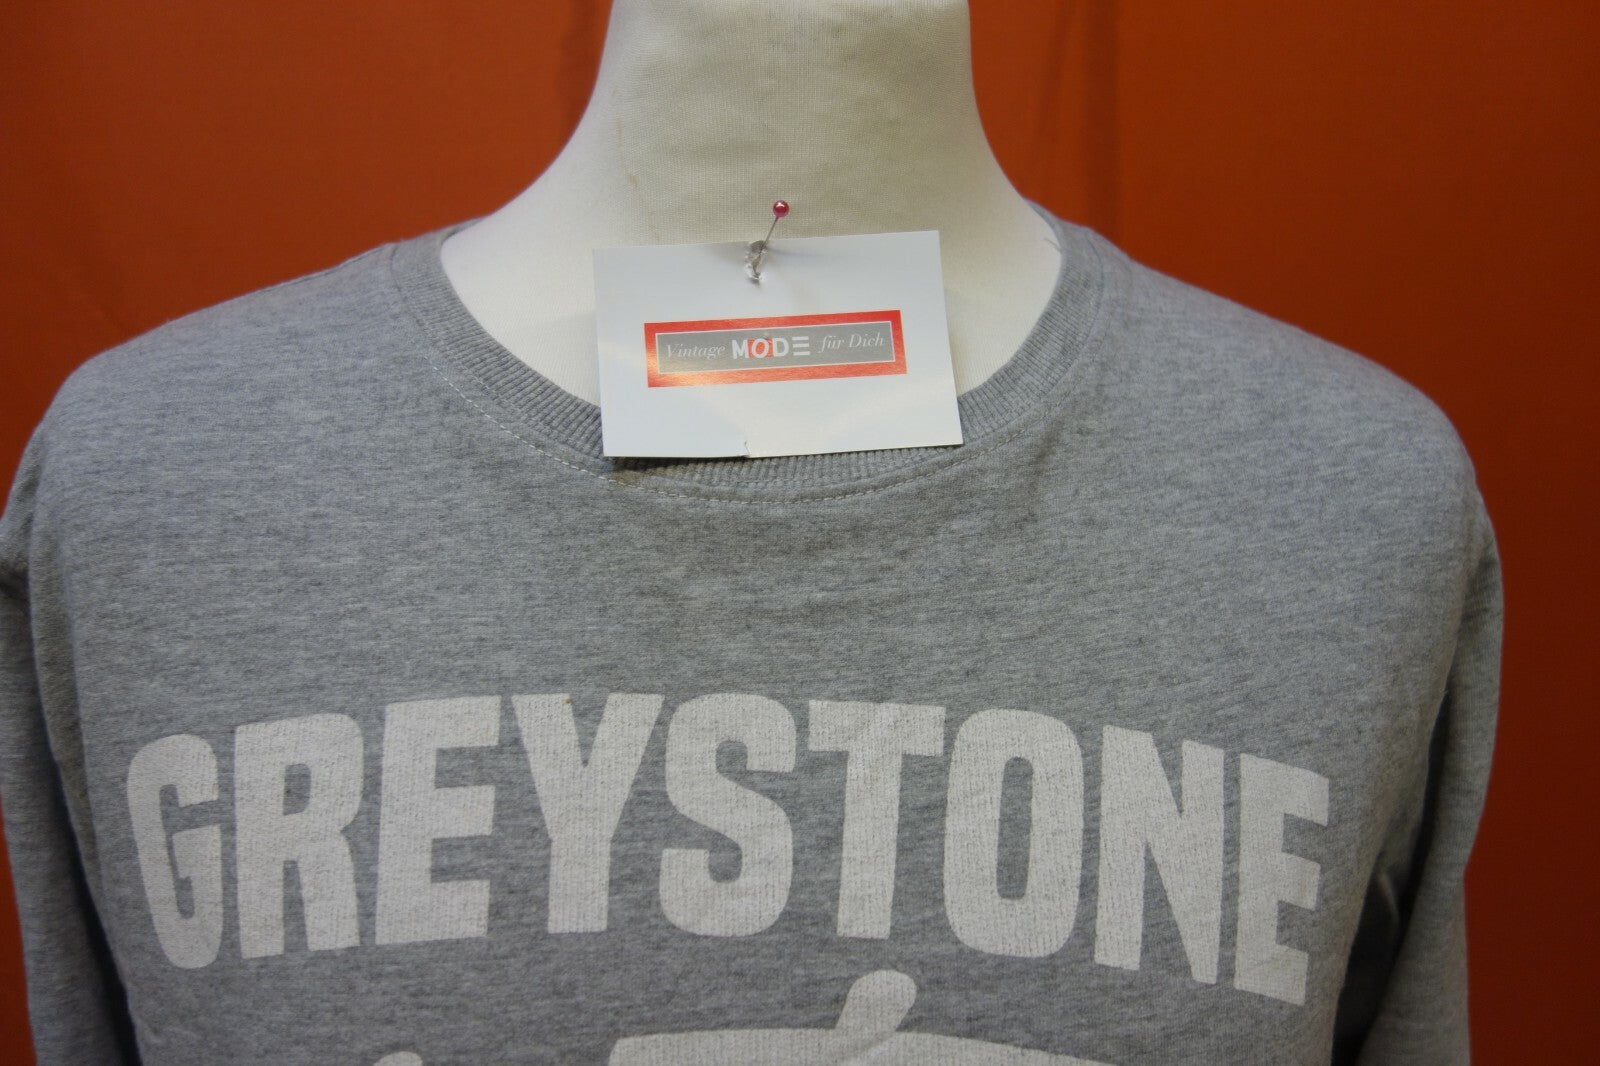 Vintage MODE für Dich
GREYSTONE